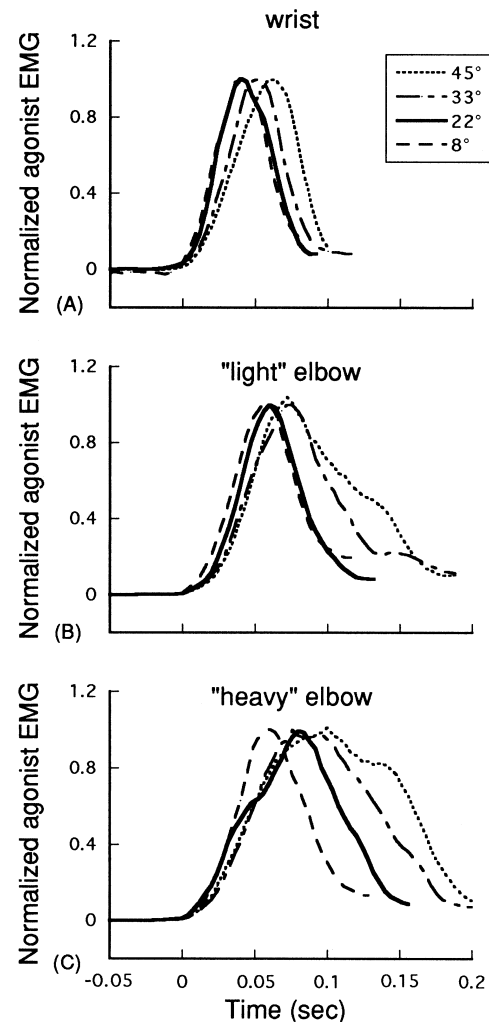 wrist
1.2
0.8
0.4
0
Normalized agonist EMG
(A)
45°
33°
22°
8°
"light" elbow
1.2
0.8
0.4
0
Normalized agonist EMG
(B)
"heavy" elbow
1.2
0.8
0.4
0
Normalized agonist EMG
(C)
-0.05 0 0.05 0.1 0.15 0.2
Time (sec)